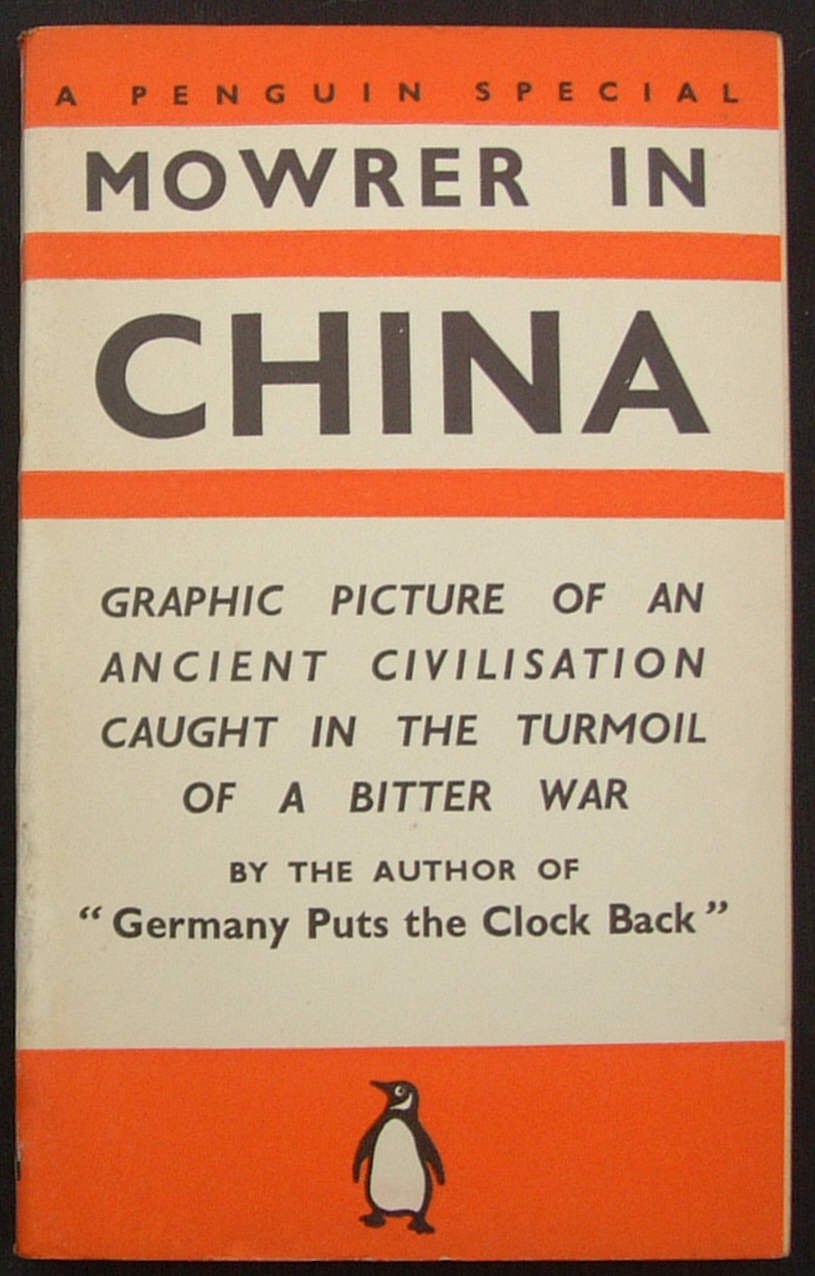 A PENGUIN SPECIAL
MOWRER IN
CHINA
GRAPHIC PICTURE OF AN
ANCIENT CIVILISATION
CAUGHT IN THE TURMOIL
OF A BITTER WAR
BY THE AUTHOR OF
“Germany Puts the Clock Back”